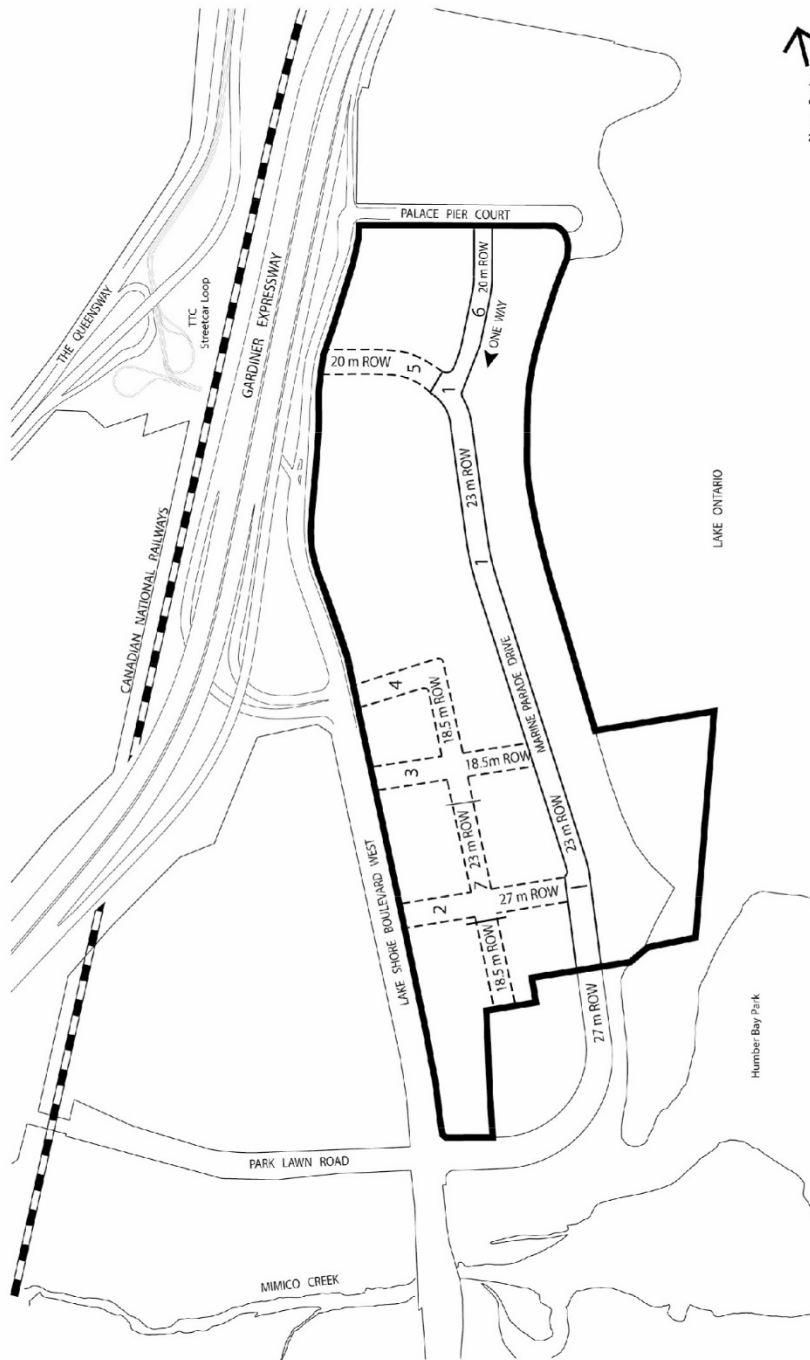 THE QUEENSWAY
TTC
Streetcar Loop
GARDINER EXPRESSWAY
CANADIAN NATIONAL RAILWAYS
PALACE PIER COURT
20 m ROW
6
ONE WAY
20 m ROW
5
1
23 m ROW
1
LAKE ONTARIO
4
18.5m ROW
3
18.5m ROW
MARINE PARADE DRIVE
23 m ROW
23 m ROW
7
2
27 m ROW
1
18.5m ROW
LAKE SHORE BOULEVARD WEST
27 m ROW
Humber Bay Park
PARK LAWN ROAD
MIMICO CREEK